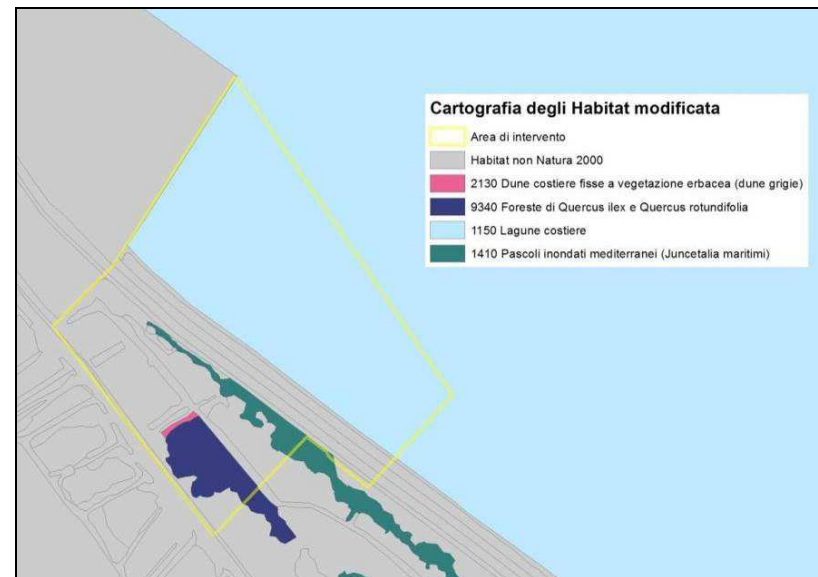 Cartografia degli Habitat modificata
Area di intervento
Habitat non Natura 2000
2130 Dune costiere fisse a vegetazione erbacea (dune grigie)
9340 Foreste di Quercus ilex e Quercus rotundifolia
1150 Lagune costiere
1410 Pascoli inondati mediterranei (Juncetalia maritimi)